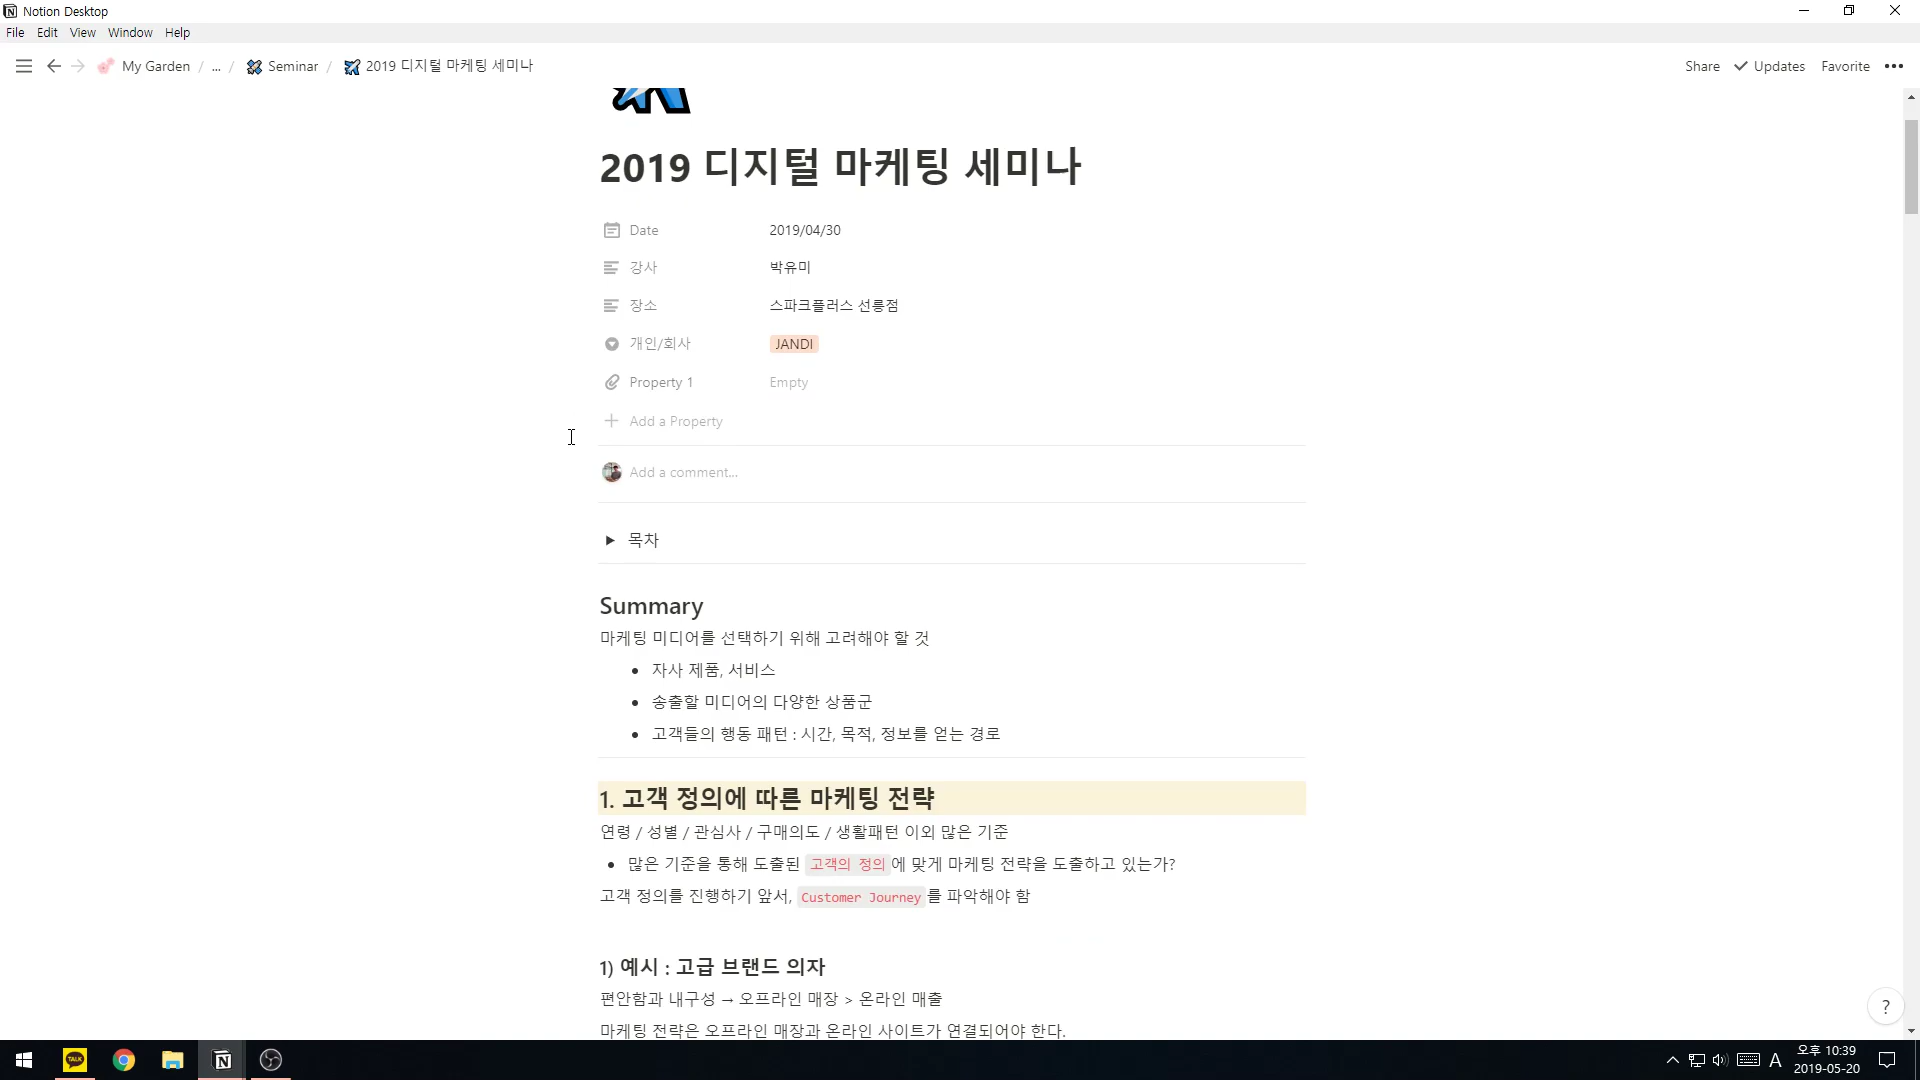 Notion Desktop
File Edit View Window Help
My Garden / ... / Seminar / 2019 디지털 마케팅 세미나
Share Updates Favorite •••
2019 디지털 마케팅 세미나
Date 2019/04/30
강사 박유미
장소 스파크플러스 선릉점
개인/회사 JANDI
Property 1 Empty
Add a Property
Add a comment...
목차
Summary
마케팅 미디어를 선택하기 위해 고려해야 할 것
• 자사 제품, 서비스
• 송출할 미디어의 다양한 상품군
• 고객들의 행동 패턴 : 시간, 목적, 정보를 얻는 경로
1. 고객 정의에 따른 마케팅 전략
연령 / 성별 / 관심사 / 구매의도 / 생활패턴 이외 많은 기준
• 많은 기준을 통해 도출된 고객의 정의에 맞게 마케팅 전략을 도출하고 있는가?
고객 정의를 진행하기 앞서, Customer Journey를 파악해야 함
1) 예시 : 고급 브랜드 의자
편안함과 내구성 → 오프라인 매장 > 온라인 매출
마케팅 전략은 오프라인 매장과 온라인 사이트가 연결되어야 한다.
?
TALK
A
오후 10:39
2019-05-20